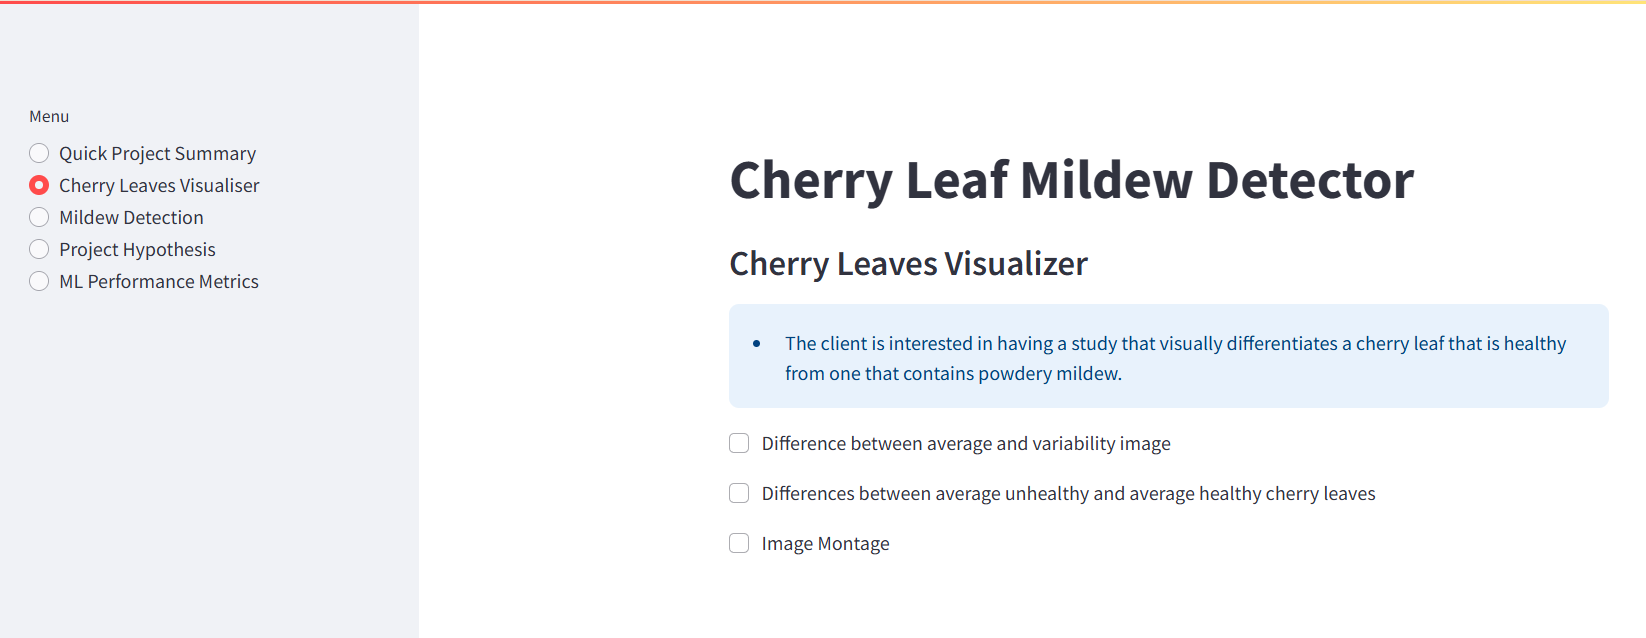 Menu
Quick Project Summary
Cherry Leaves Visualiser
Mildew Detection
Project Hypothesis
ML Performance Metrics
Cherry Leaf Mildew Detector
Cherry Leaves Visualizer
• The client is interested in having a study that visually differentiates a cherry leaf that is healthy
from one that contains powdery mildew.
Difference between average and variability image
Differences between average unhealthy and average healthy cherry leaves
Image Montage